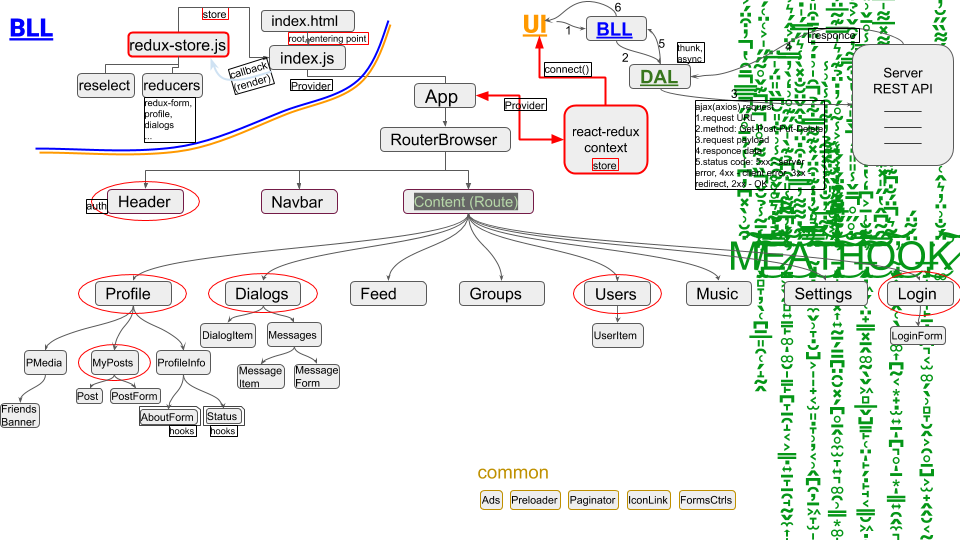 BLL
store
index.html
root, entering point
redux-store.js
index.js
callback
(render)
Provider
reselect
reducers
redux-form,
profile,
dialogs
...
UI
6
BLL
1
5
2
thunk,
async
DAL
connect()
responce
4
3
Server
REST API
App
Provider
react-redux
context
store
RouterBrowser
ajax(axios) request
1.request URL
2.method: Get-Post-Put-Delete
3.request payload
4.responce data
5.status code: 5xx - server
error, 4xx - client error, 3xx -
redirect, 2xx - OK
auth
Header
Navbar
Content (Route)
MEAT HOOK
Profile
Dialogs
Feed
Groups
Users
Music
Settings
Login
DialogItem
Messages
UserItem
LoginForm
PMedia
MyPosts
ProfileInfo
Message
Item
Message
Form
Post
PostForm
Friends
Banner
AboutForm
Status
hooks
hooks
common
Ads
Preloader
Paginator
IconLink
FormsCtrls